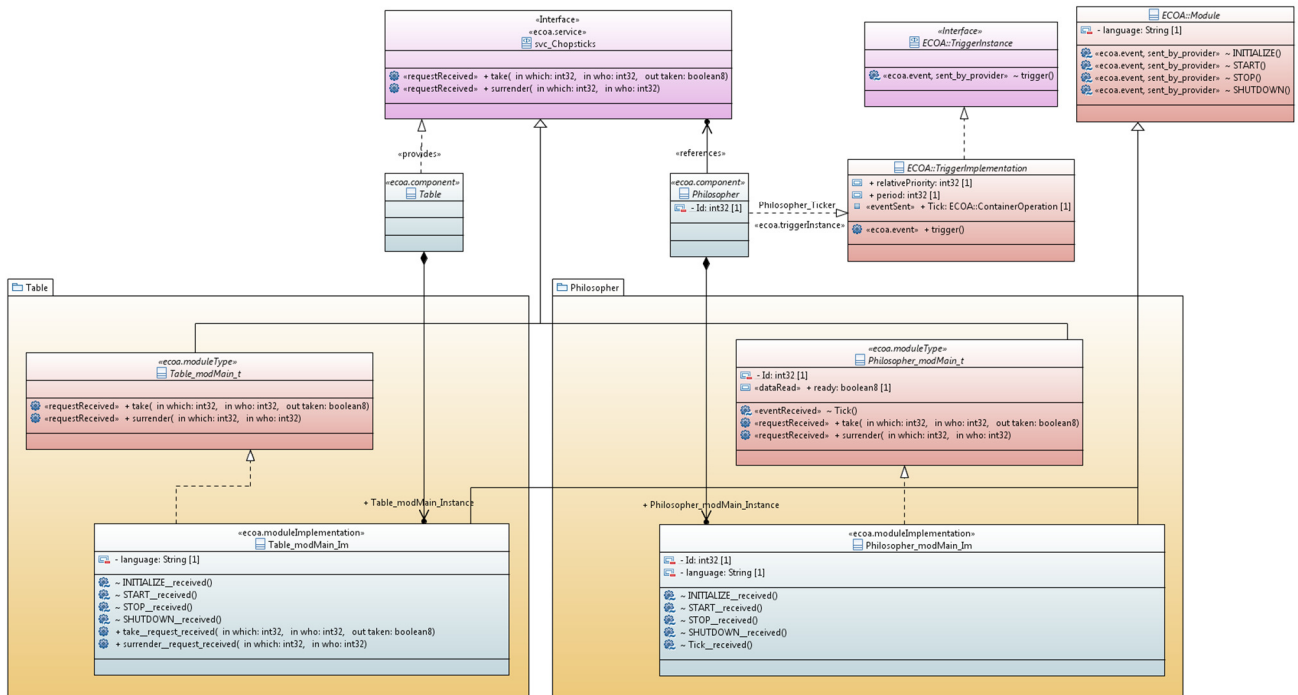 «Interface»
«ecoa.service»
svc_Chopsticks
«requestReceived» + take( in which: int32, in who: int32, out taken: boolean8)
«requestReceived» + surrender( in which: int32, in who: int32)
«Interface»
ECOA::TriggerInstance
«ecoa.event, sent_by_provider» ~ trigger()
ECOA::Module
- language: String [1]
«ecoa.event, sent_by_provider» ~ INITIALIZE()
«ecoa.event, sent_by_provider» ~ START()
«ecoa.event, sent_by_provider» ~ STOP()
«ecoa.event, sent_by_provider» ~ SHUTDOWN()
«provides»
«references»
«ecoa.component»
Table
«ecoa.component»
Philosopher
- Id: int32 [1]
Philosopher_Ticker
«ecoa.triggerInstance»
ECOA::TriggerImplementation
+ relativePriority: int32 [1]
+ period: int32 [1]
«eventSent» + Tick: ECOA::ContainerOperation [1]
«ecoa.event» + trigger()
Table
«ecoa.moduleType»
Table_modMain_t
«requestReceived» + take( in which: int32, in who: int32, out taken: boolean8)
«requestReceived» + surrender( in which: int32, in who: int32)
+ Table_modMain_Instance
«ecoa.moduleImplementation»
Table_modMain_Im
- language: String [1]
~ INITIALIZE__received()
~ START__received()
~ STOP__received()
~ SHUTDOWN__received()
+ take__request_received( in which: int32, in who: int32, out taken: boolean8)
+ surrender__request_received( in which: int32, in who: int32)
Philosopher
«ecoa.moduleType»
Philosopher_modMain_t
- Id: int32 [1]
«dataRead» + ready: boolean8 [1]
«eventReceived» ~ Tick()
«requestReceived» + take( in which: int32, in who: int32, out taken: boolean8)
«requestReceived» + surrender( in which: int32, in who: int32)
+ Philosopher_modMain_Instance
«ecoa.moduleImplementation»
Philosopher_modMain_Im
- Id: int32 [1]
- language: String [1]
~ INITIALIZE__received()
~ START__received()
~ STOP__received()
~ SHUTDOWN__received()
~ Tick__received()